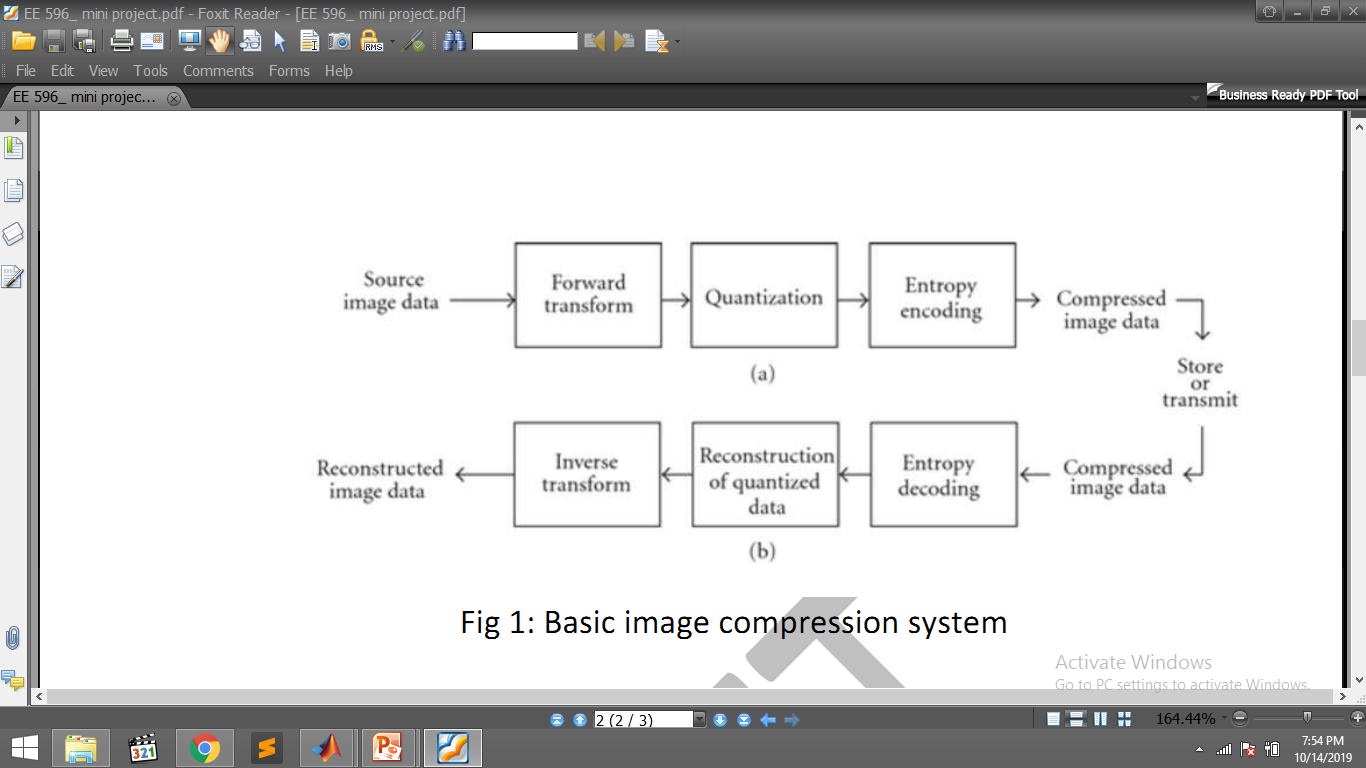 EE 596_ mini project.pdf - Foxit Reader - [EE 596_ mini project.pdf]
RMS
File Edit View Tools Comments Forms Help
EE 596_ mini projec...
Business Ready PDF Tool
Source
image data
Forward
transform
Quantization
Entropy
encoding
Compressed
image data
(a)
Store
or
transmit
Reconstructed
image data
Inverse
transform
Reconstruction
of quantized
data
Entropy
decoding
Compressed
image data
(b)
Fig 1: Basic image compression system
Activate Windows
Go to PC settings to activate Windows.
2 (2 / 3)
164.44%
321
7:54 PM
10/14/2019